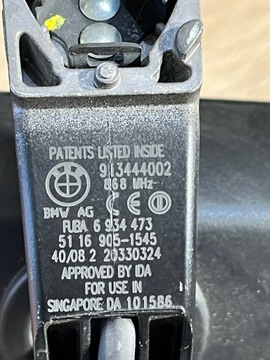 PATENTS LISTED INSIDE
913444002
868 MHz
BMW AG
FUBA 6 934 473
51 16 905-1545
40/08 2 20330324
APPROVED BY IDA
FOR USE IN
SINGAPORE DA 101586